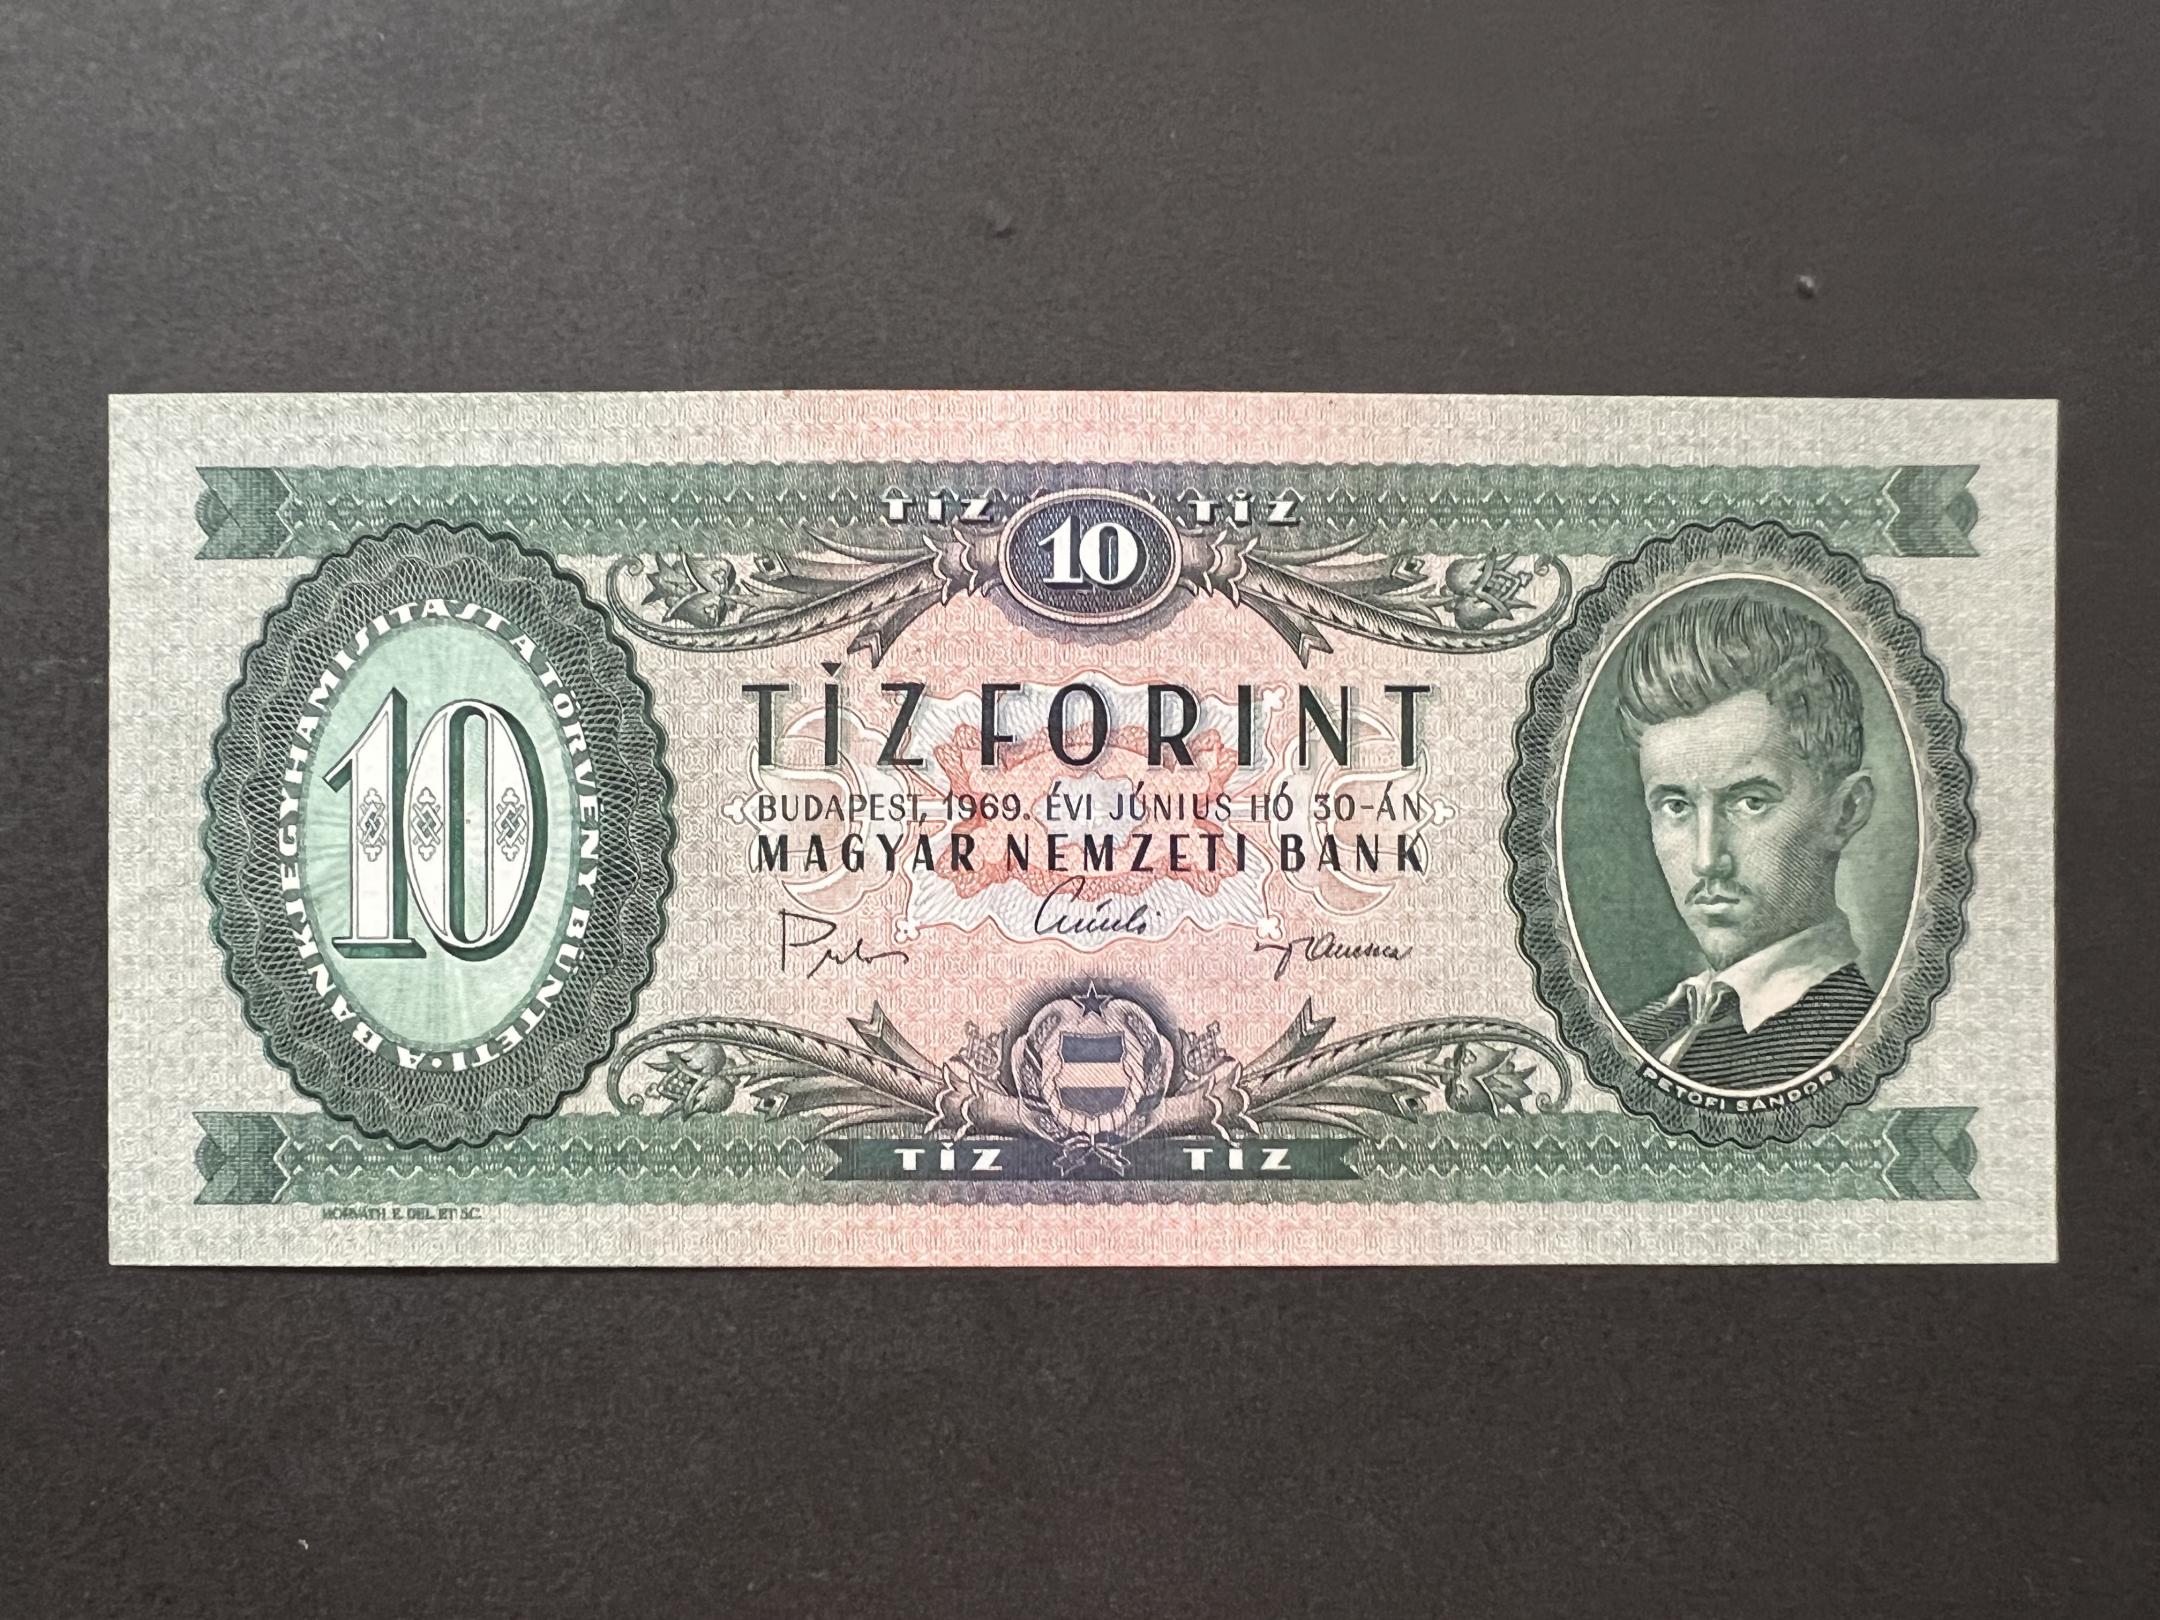 TÍZ 10 TÍZ
A BANKJEGYHAMISÍTÁST A TÖRVÉNY BÜNTETI •
10
TÍZ FORINT
BUDAPEST, 1969. ÉVI JÚNIUS HÓ 30-ÁN
MAGYAR NEMZETI BANK
PETŐFI SÁNDOR
TÍZ TÍZ
HORVÁTH E. DEL. ET SC.